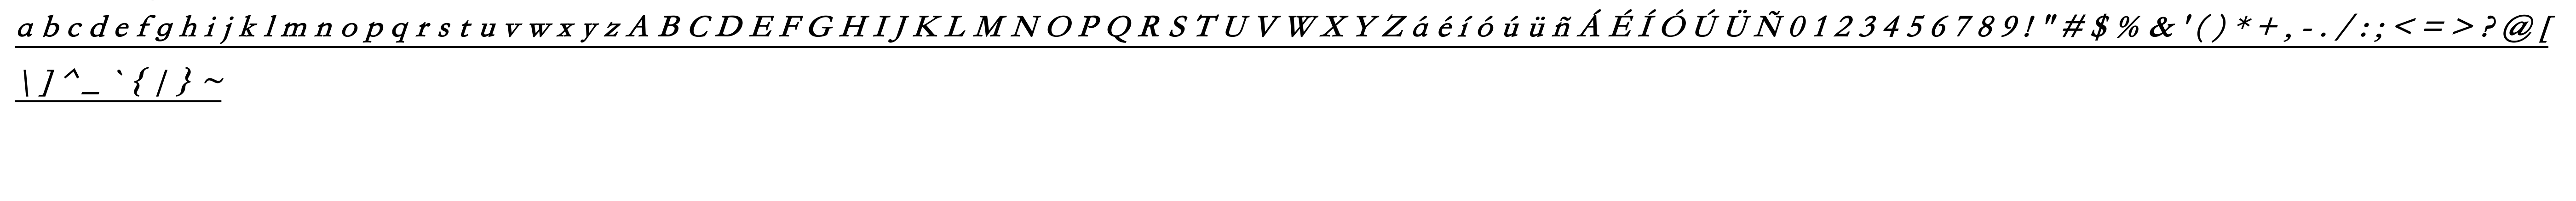 a b c d e f g h i j k l m n o p q r s t u v w x y z A B C D E F G H I J K L M N O P Q R S T U V W X Y Z á é í ó ú ü ñ Á É Í Ó Ú Ü Ñ 0 1 2 3 4 5 6 7 8 9 ! " # $ % & ' ( ) * + , - . / : ; < = > ? @ [
\ ] ^ _ ` { | } ~